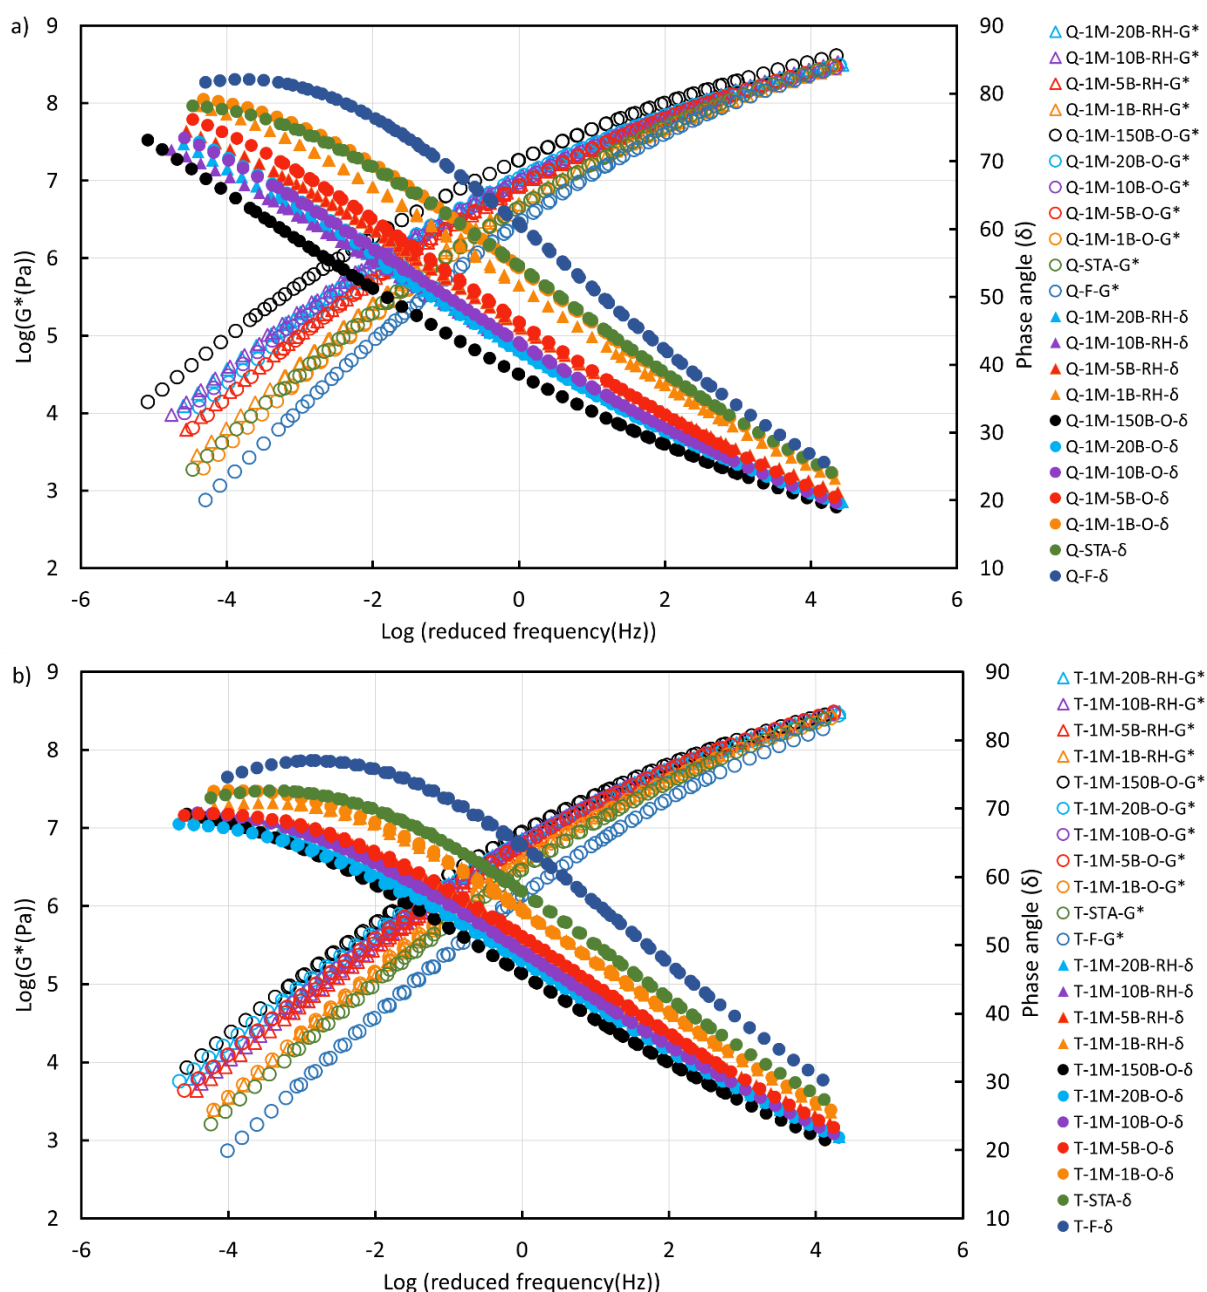 a)
Log(G*(Pa))
9
8
7
6
5
4
3
2
-6
-4
-2
0
2
4
6
Log (reduced frequency(Hz))
90
80
70
60
50
40
30
20
10
Phase angle (δ)
Q-1M-20B-RH-G*
Q-1M-10B-RH-G*
Q-1M-5B-RH-G*
Q-1M-1B-RH-G*
Q-1M-150B-O-G*
Q-1M-20B-O-G*
Q-1M-10B-O-G*
Q-1M-5B-O-G*
Q-1M-1B-O-G*
Q-STA-G*
Q-F-G*
Q-1M-20B-RH-δ
Q-1M-10B-RH-δ
Q-1M-5B-RH-δ
Q-1M-1B-RH-δ
Q-1M-150B-O-δ
Q-1M-20B-O-δ
Q-1M-10B-O-δ
Q-1M-5B-O-δ
Q-1M-1B-O-δ
Q-STA-δ
Q-F-δ
b)
Log(G*(Pa))
9
8
7
6
5
4
3
2
-6
-4
-2
0
2
4
6
Log (reduced frequency(Hz))
90
80
70
60
50
40
30
20
10
Phase angle (δ)
T-1M-20B-RH-G*
T-1M-10B-RH-G*
T-1M-5B-RH-G*
T-1M-1B-RH-G*
T-1M-150B-O-G*
T-1M-20B-O-G*
T-1M-10B-O-G*
T-1M-5B-O-G*
T-1M-1B-O-G*
T-STA-G*
T-F-G*
T-1M-20B-RH-δ
T-1M-10B-RH-δ
T-1M-5B-RH-δ
T-1M-1B-RH-δ
T-1M-150B-O-δ
T-1M-20B-O-δ
T-1M-10B-O-δ
T-1M-5B-O-δ
T-1M-1B-O-δ
T-STA-δ
T-F-δ